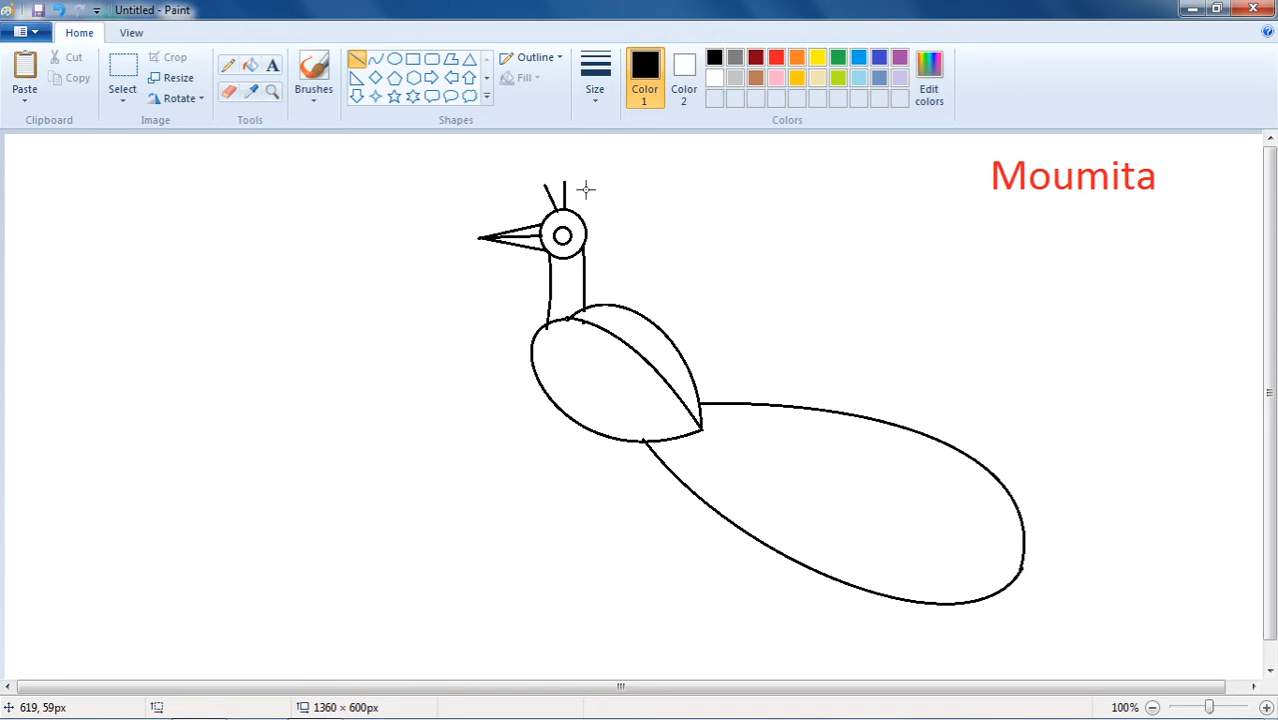 Untitled - Paint
Home
View
Paste
Cut
Copy
Clipboard
Select
Crop
Resize
Rotate
Image
A
Tools
Brushes
Outline
Fill
Shapes
Size
Color 1
Color 2
Edit colors
Colors
Moumita
619, 59px
1360 × 600px
100%